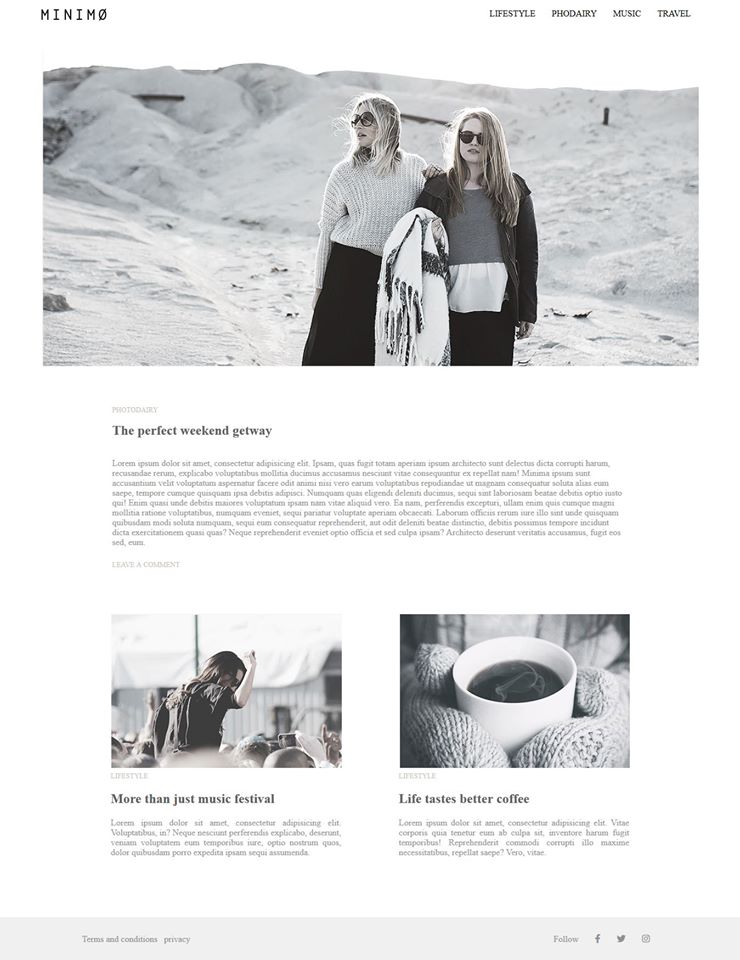 MINIMØ
LIFESTYLE PHODAIRY MUSIC TRAVEL
PHOTODAIRY
The perfect weekend getway
Lorem ipsum dolor sit amet, consectetur adipisicing elit. Ipsam, quas fugit totam aperiam ipsum architecto sunt delectus dicta corrupti harum,
recusandae rerum, explicabo voluptatibus mollitia ducimus accusamus nesciunt vitae consequuntur ex repellat nam! Minima ipsum sunt
accusantium velit voluptatum aspernatur facere odit animi nisi vero earum voluptatibus repudiandae ut magnam consequatur soluta alias eum
saepe, tempore cumque quisquam ipsa debitis adipisci. Numquam quas eligendi deleniti ducimus, sequi sint laboriosam beatae debitis optio iusto
qui! Enim quasi unde debitis maiores voluptatum ipsam nam vitae aliquid vero. Ea nam, perferendis excepturi, ullam enim quis cumque magni
mollitia ratione voluptatibus, numquam eveniet, sequi pariatur voluptate aperiam obcaecati. Laborum officiis rerum iure illo sint unde quisquam
quibusdam modi soluta numquam, sequi eum consequatur reprehenderit, aut odit deleniti beatae distinctio, debitis possimus tempore incidunt
dicta exercitationem quasi quas? Neque reprehenderit eveniet optio officia et sed culpa ipsam? Architecto deserunt veritatis accusamus, fugit eos
sed, eum.
LEAVE A COMMENT
LIFESTYLE
More than just music festival
Lorem ipsum dolor sit amet, consectetur adipisicing elit.
Voluptatibus, in? Neque nesciunt perferendis explicabo, deserunt,
veniam voluptatem eum temporibus iure, optio nostrum quos,
dolor quibusdam porro expedita ipsam sequi assumenda.
LIFESTYLE
Life tastes better coffee
Lorem ipsum dolor sit amet, consectetur adipisicing elit. Vitae
corporis quia tenetur eum ab culpa sit, inventore harum fugit
temporibus! Reprehenderit commodi corrupti illo maxime
necessitatibus, repellat saepe? Vero, vitae.
Terms and conditions privacy
Follow